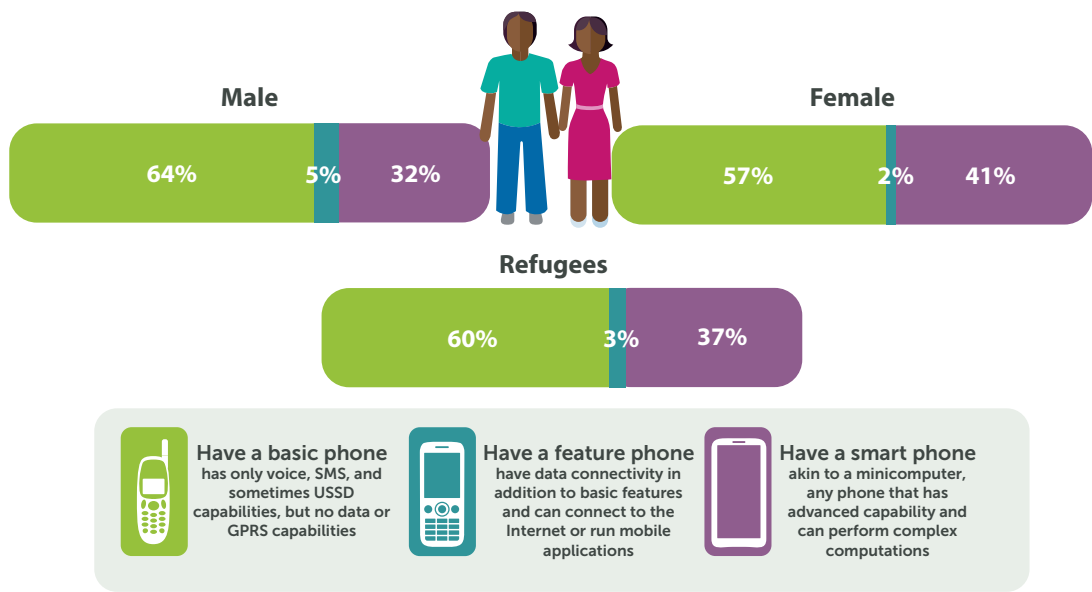 Male
Female
64%
5%
32%
57%
2%
41%
Refugees
60%
3%
37%
Have a basic phone
has only voice, SMS, and
sometimes USSD
capabilities, but no data or
GPRS capabilities
Have a feature phone
have data connectivity in
addition to basic features
and can connect to the
Internet or run mobile
applications
Have a smart phone
akin to a minicomputer,
any phone that has
advanced capability and
can perform complex
computations